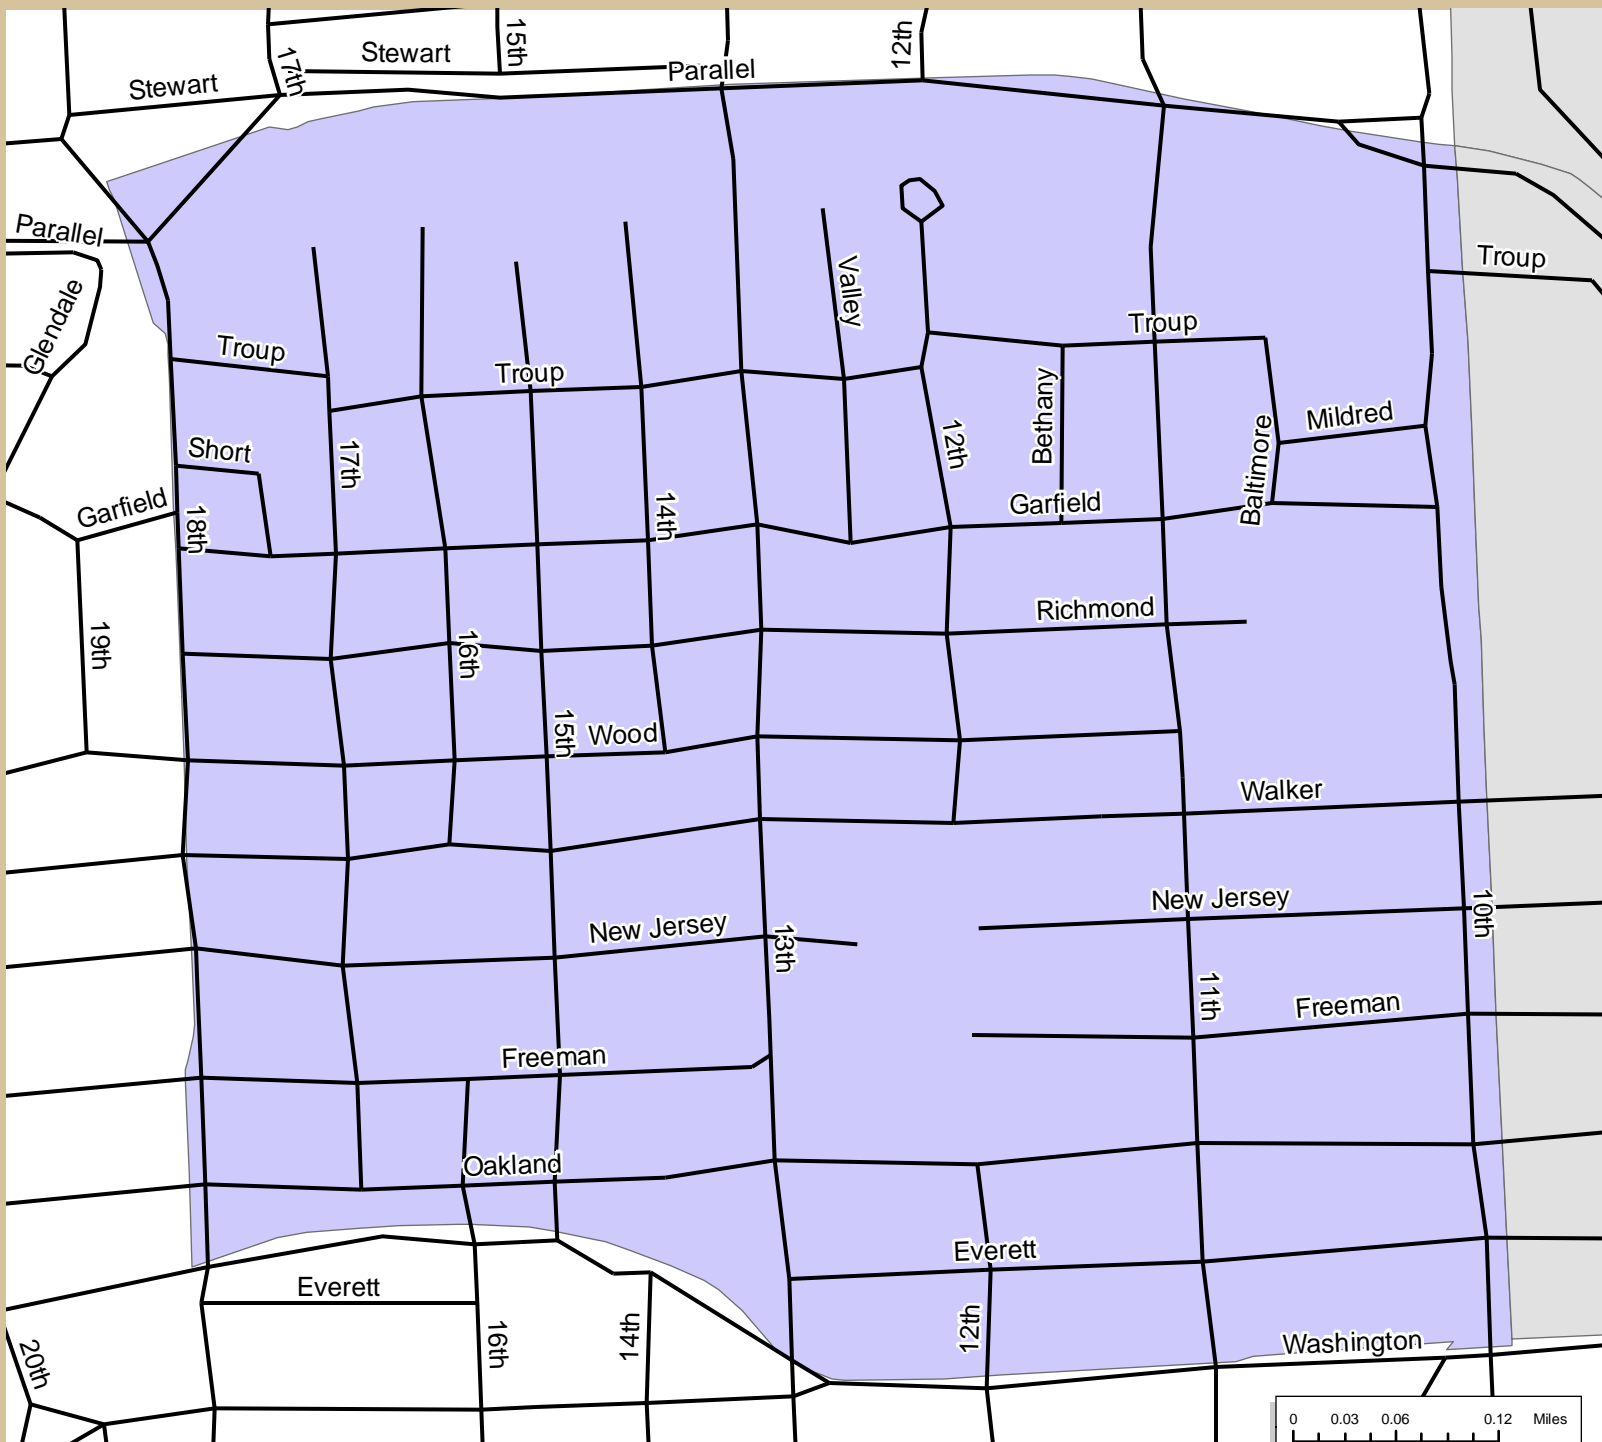 15th
12th
17th
Stewart
Parallel
Stewart
Parallel
Troup
Valley
Glendale
Troup
Troup
Troup
Bethany
Mildred
Baltimore
12th
Short
17th
14th
Garfield
Garfield
18th
Richmond
19th
16th
15th
Wood
Walker
New Jersey
10th
New Jersey
13th
11th
Freeman
Freeman
Oakland
Everett
Everett
12th
14th
16th
Washington
20th
0 0.03 0.06 0.12 Miles